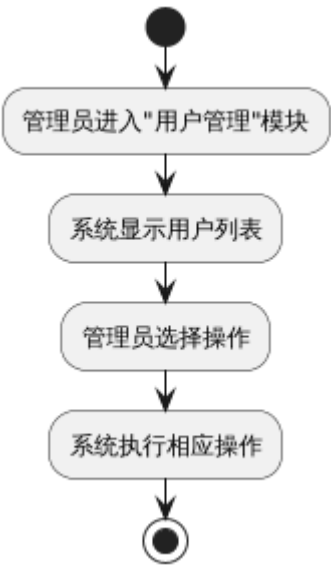 管理员进入"用户管理"模块
系统显示用户列表
管理员选择操作
系统执行相应操作